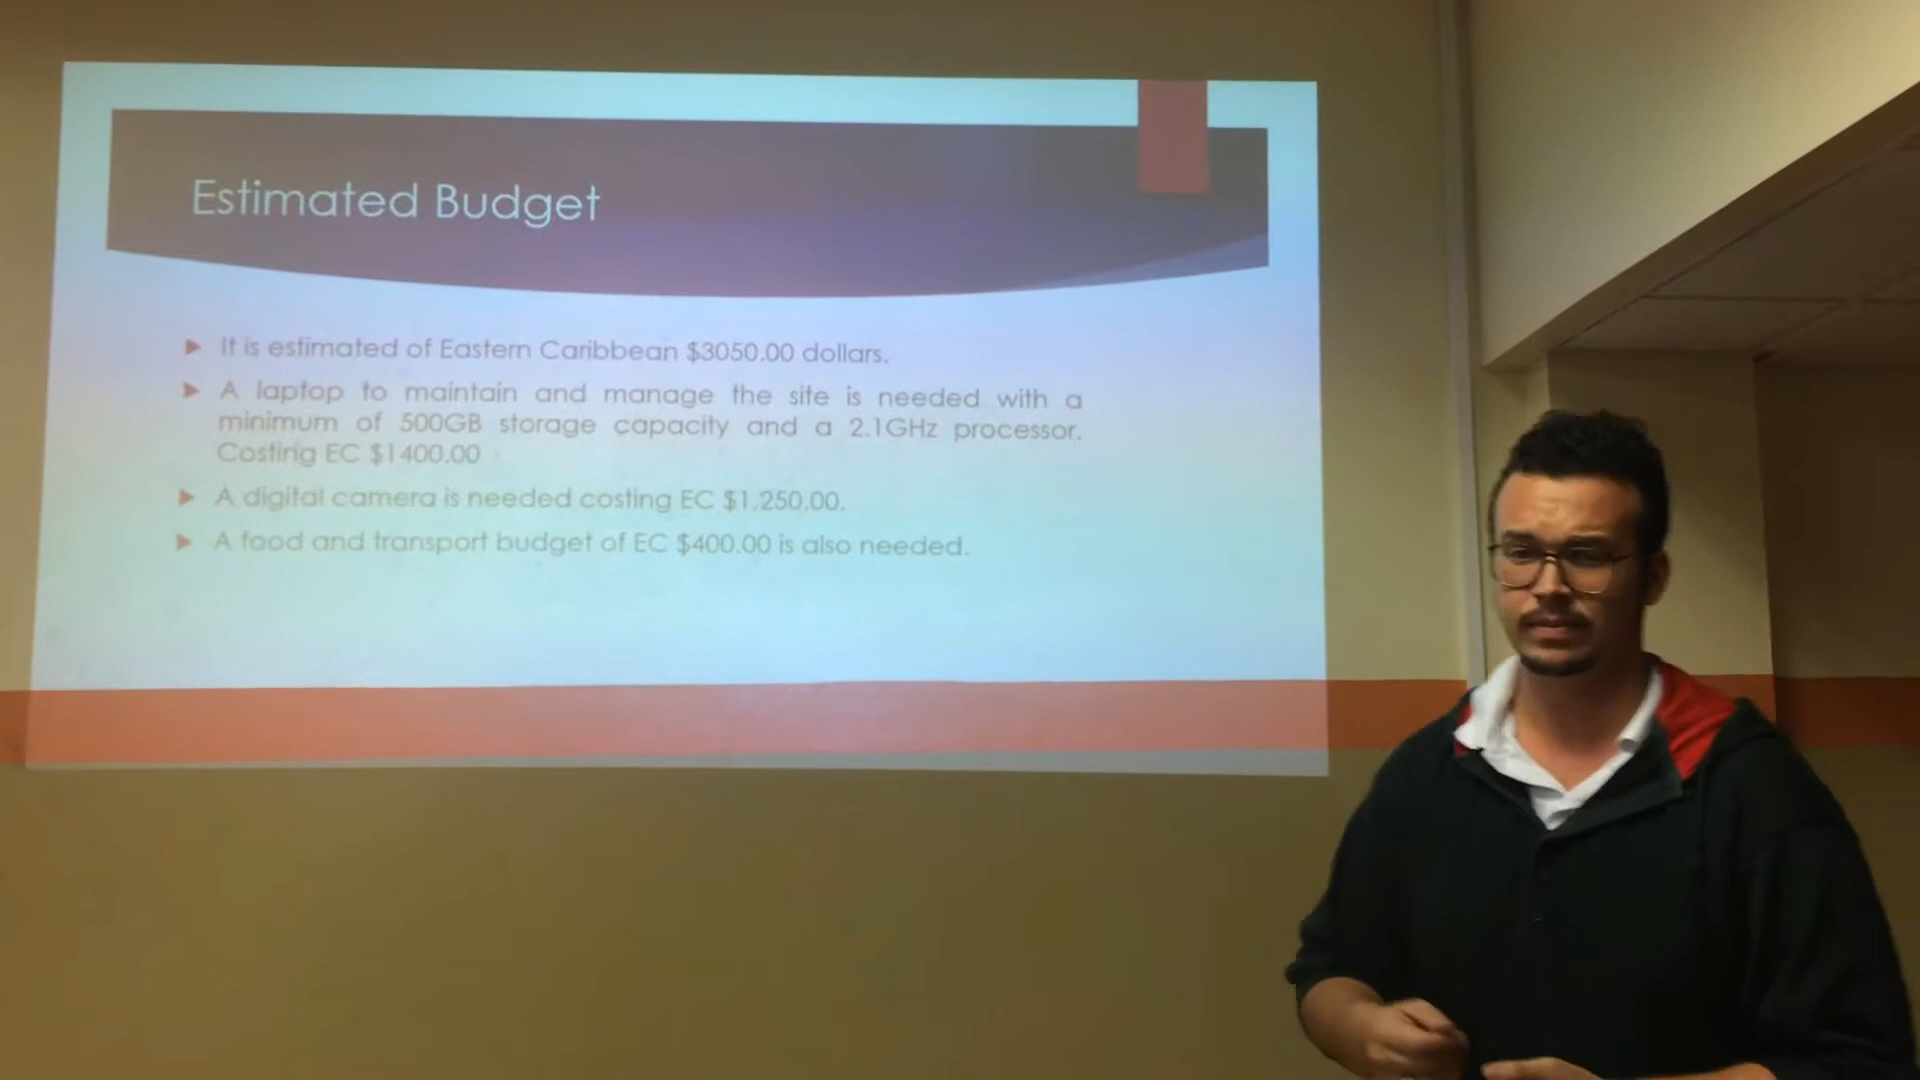 Estimated Budget
It is estimated of Eastern Caribbean $3050.00 dollars.
A laptop to maintain and manage the site is needed with a
minimum of 500GB storage capacity and a 2.1GHz processor.
Costing EC $1400.00
A digital camera is needed costing EC $1,250.00.
A food and transport budget of EC $400.00 is also needed.